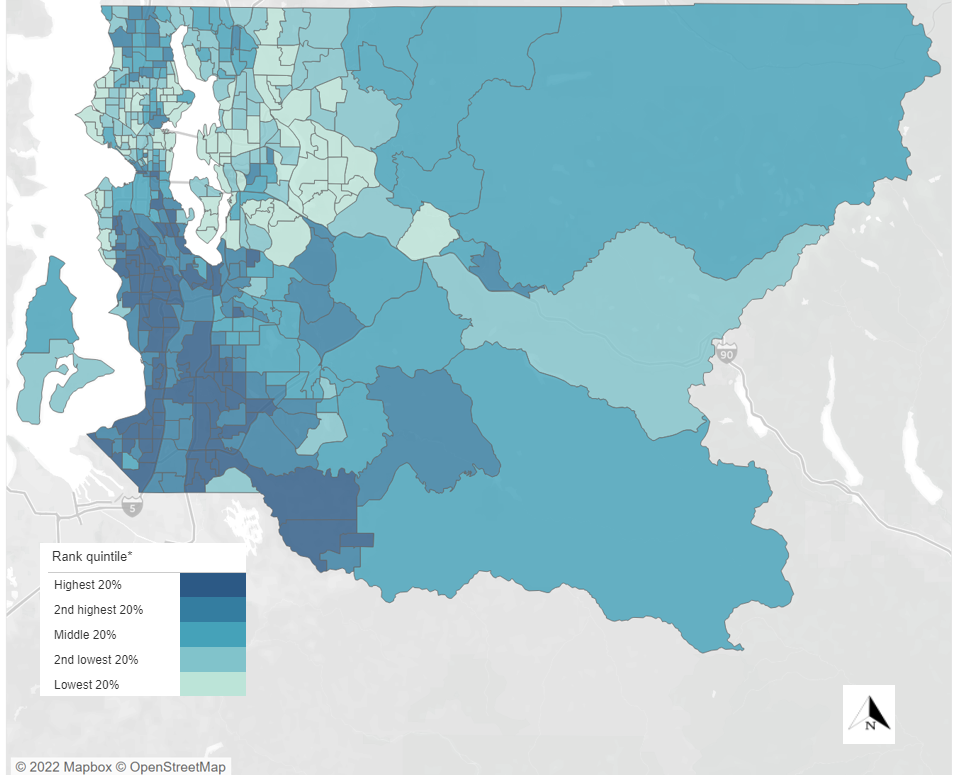 90
5
Rank quintile*
Highest 20%
2nd highest 20%
Middle 20%
2nd lowest 20%
Lowest 20%
N
© 2022 Mapbox © OpenStreetMap